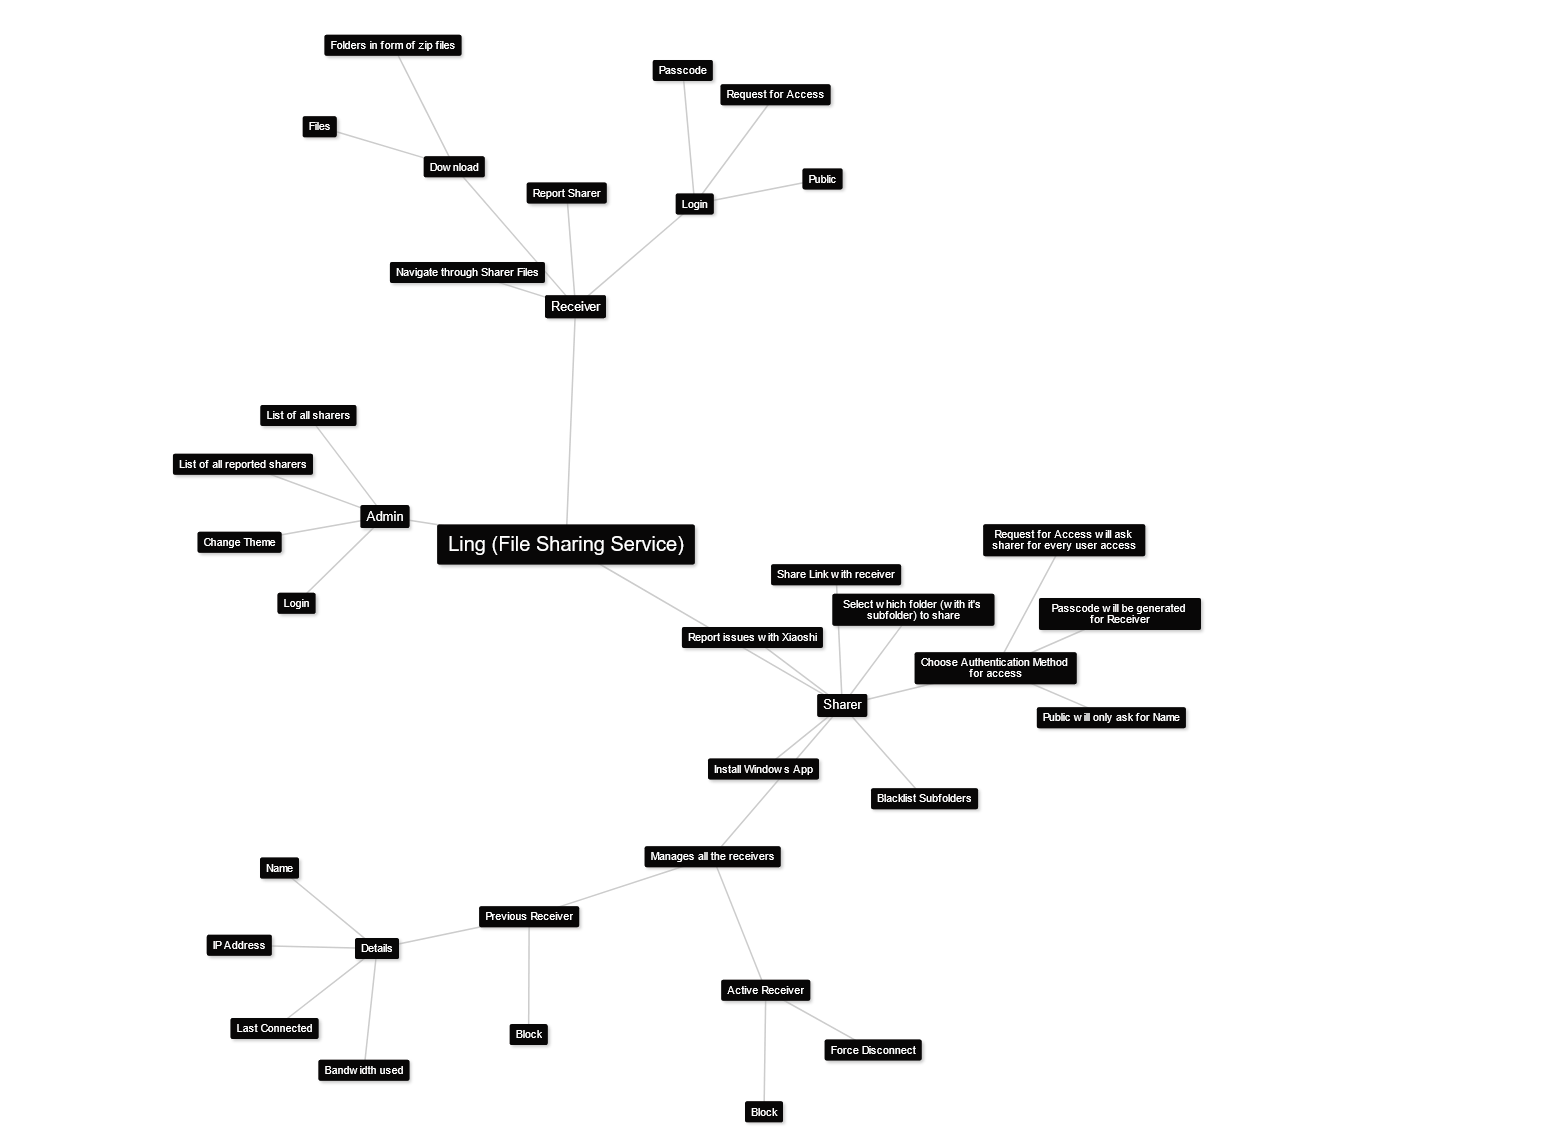 Folders in form of zip files
Passcode
Request for Access
Files
Download
Public
Report Sharer
Login
Navigate through Sharer Files
Receiver
List of all sharers
List of all reported sharers
Admin
Change Theme
Ling (File Sharing Service)
Request for Access will ask
sharer for every user access
Share Link with receiver
Login
Select which folder (with it's
subfolder) to share
Passcode will be generated
for Receiver
Report issues with Xiaoshi
Choose Authentication Method
for access
Sharer
Public will only ask for Name
Install Windows App
Blacklist Subfolders
Manages all the receivers
Name
Previous Receiver
IP Address
Details
Active Receiver
Last Connected
Block
Force Disconnect
Bandwidth used
Block